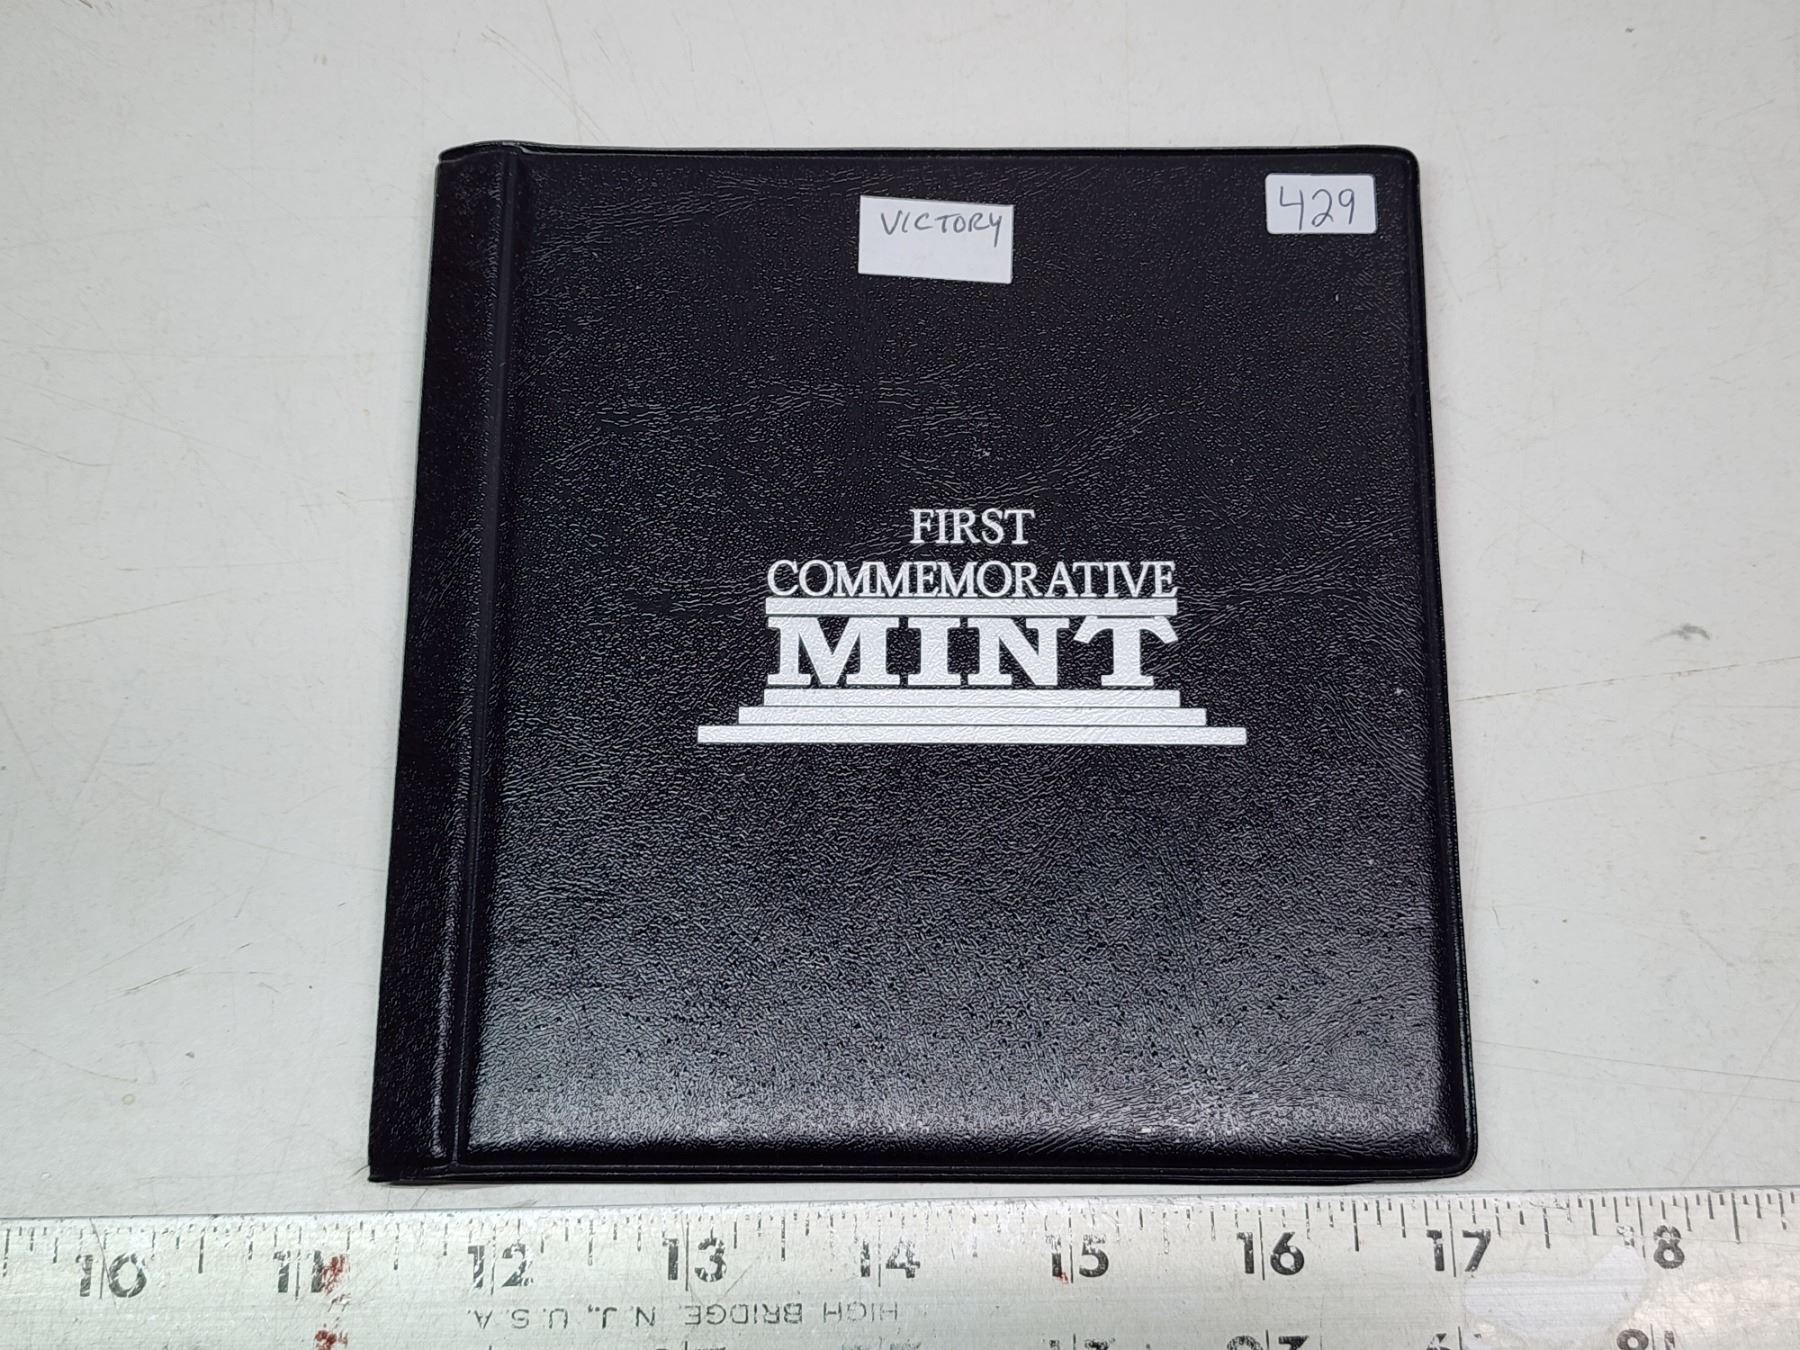 VICTORY
429
FIRST
COMMEMORATIVE
MINT
10 11 12 13 14 15 16 17 8
HIGH BRIDGE, N.J., U.S.A.